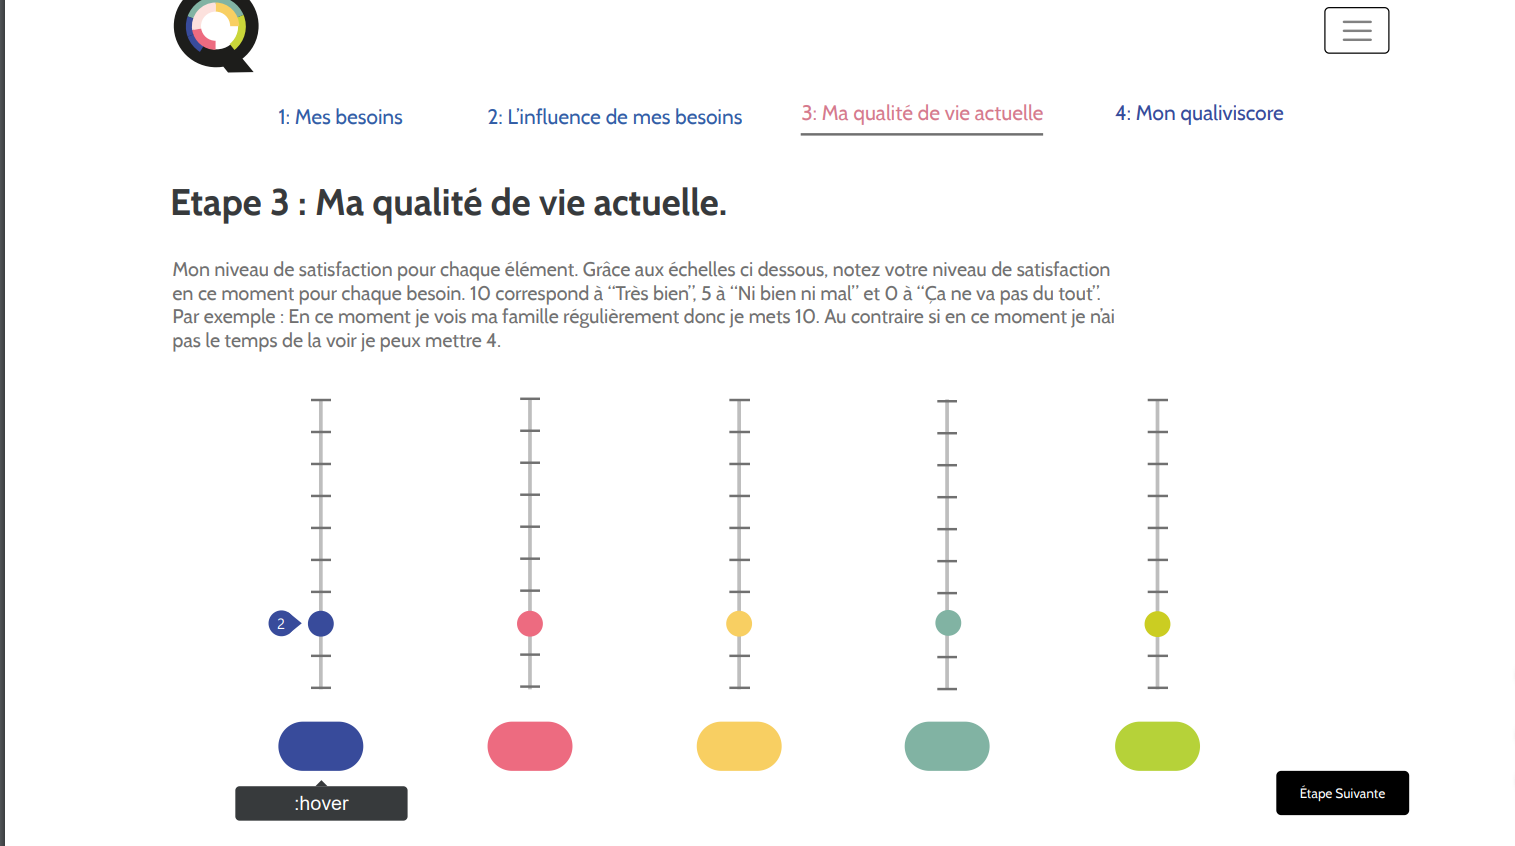 1: Mes besoins
2: L’influence de mes besoins
3: Ma qualité de vie actuelle
4: Mon qualiviscore
Etape 3 : Ma qualité de vie actuelle.
Mon niveau de satisfaction pour chaque élément. Grâce aux échelles ci dessous, notez votre niveau de satisfaction
en ce moment pour chaque besoin. 10 correspond à “Très bien”, 5 à “Ni bien ni mal” et 0 à “Ça ne va pas du tout”.
Par exemple : En ce moment je vois ma famille régulièrement donc je mets 10. Au contraire si en ce moment je n’ai
pas le temps de la voir je peux mettre 4.
2
:hover
Étape Suivante